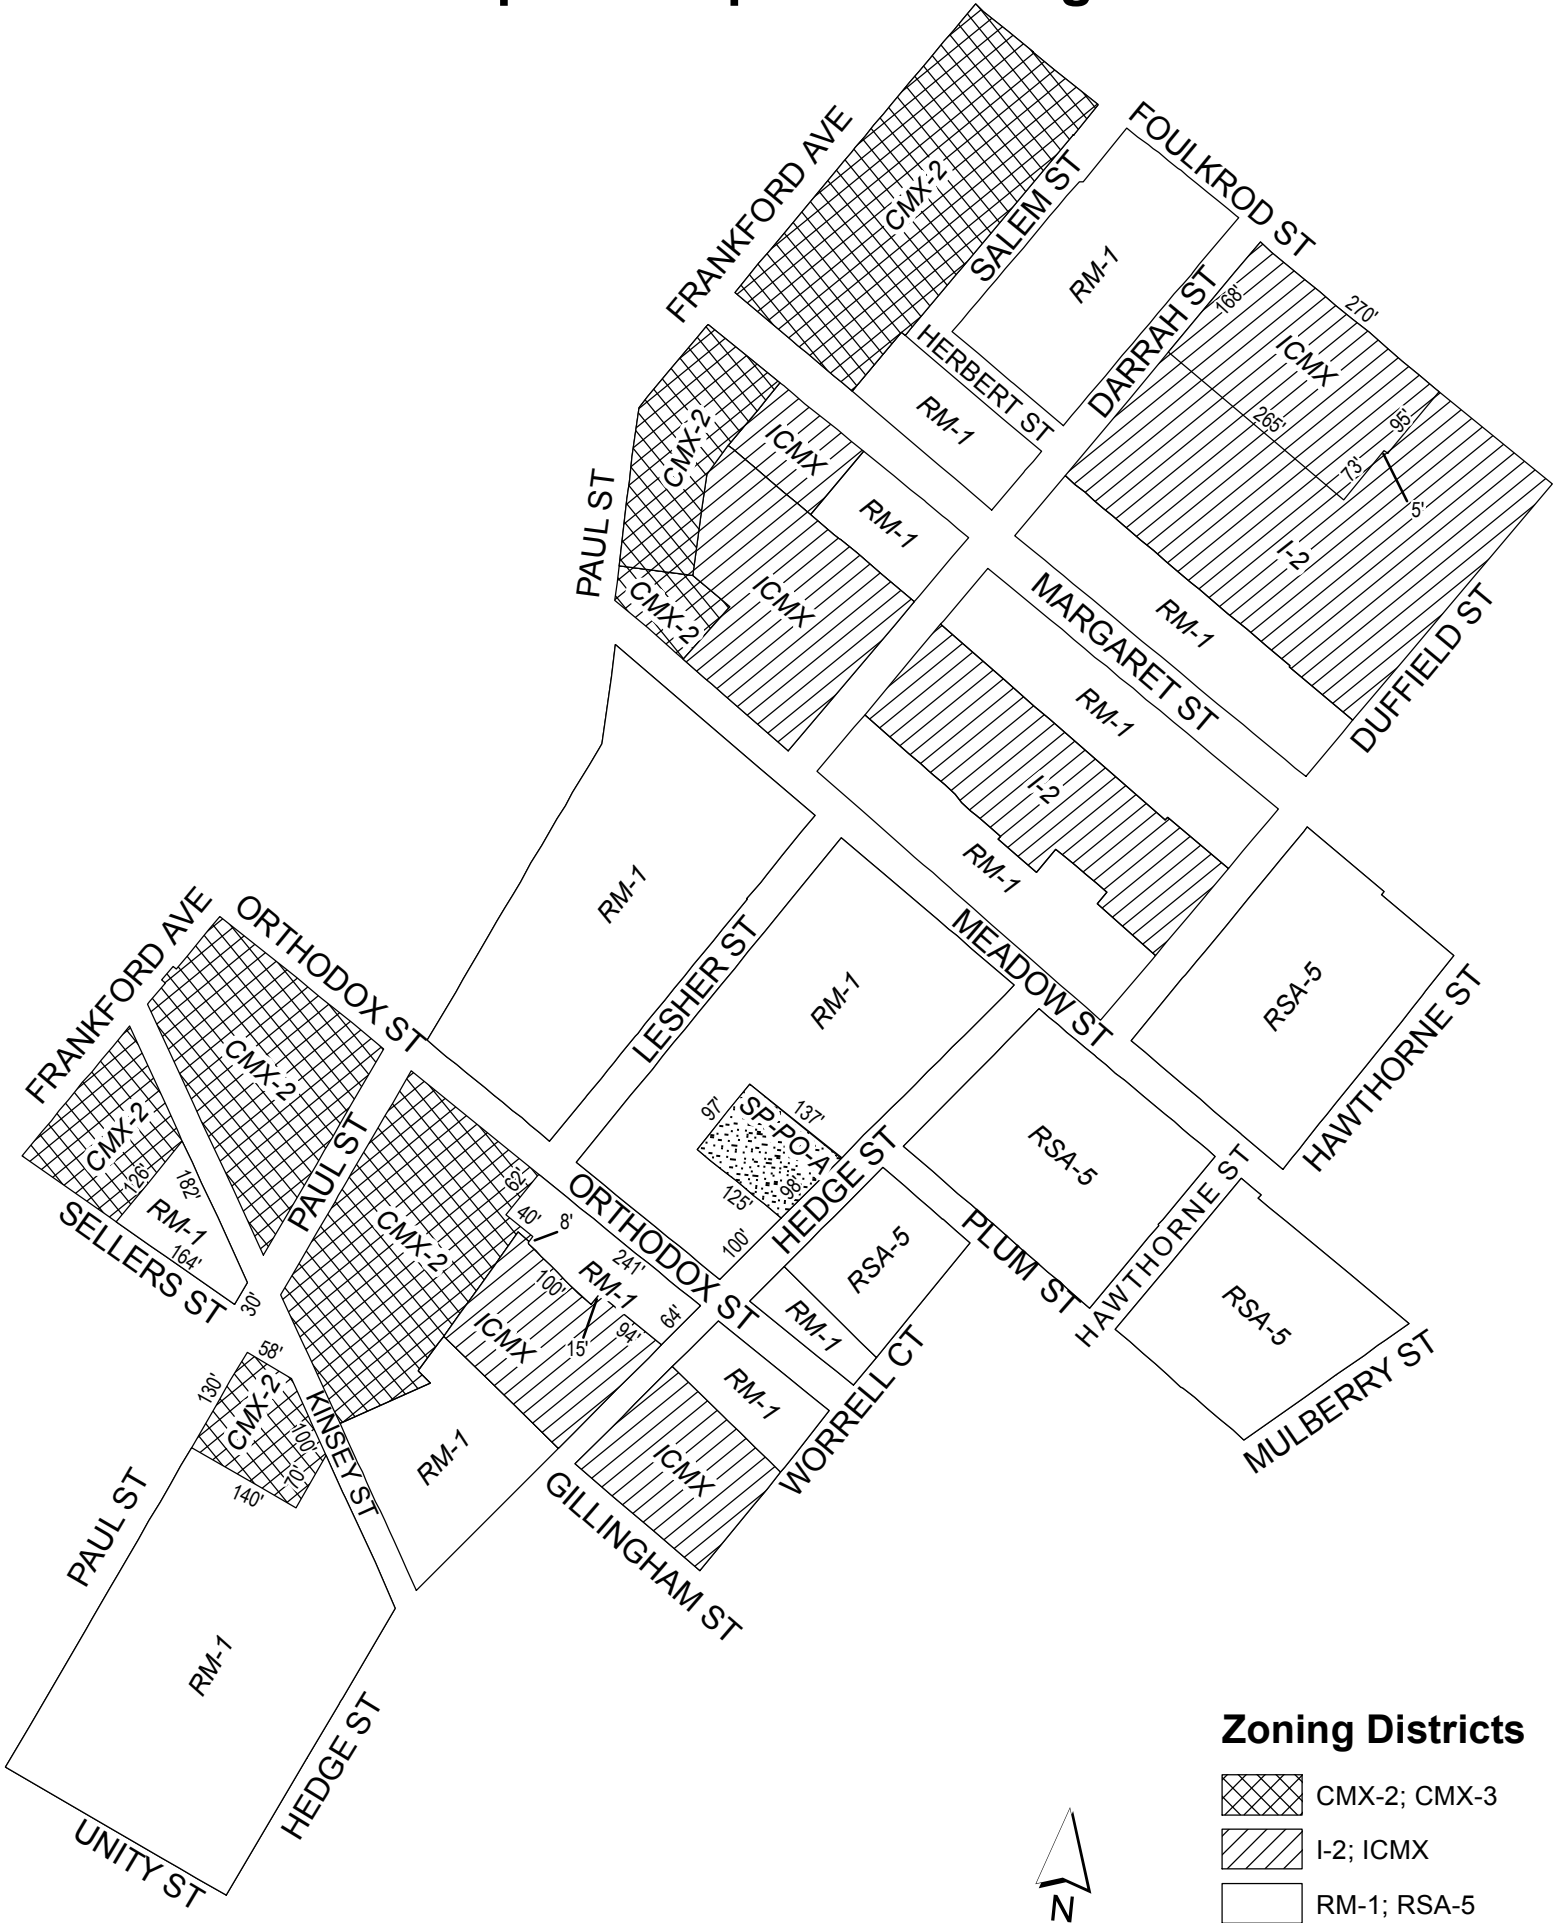 FOULKROD ST
FRANKFORD AVE
CMX-2
SALEM ST
RM-1
DARRAH ST
168'
270'
ICMX
HERBERT ST
265'
95'
73'
5'
RM-1
CMX-2
ICMX
RM-1
I-2
PAUL ST
CMX-2
ICMX
MARGARET ST
RM-1
DUFFIELD ST
RM-1
I-2
RM-1
RM-1
ORTHODOX ST
FRANKFORD AVE
LESHER ST
MEADOW ST
RM-1
RSA-5
HAWTHORNE ST
CMX-2
CMX-2
PAUL ST
126'
182'
RM-1
164'
SELLERS ST
30'
97'
137'
SP-PO-A
125'
98'
100'
HEDGE ST
RSA-5
PLUM ST
HAWTHORNE ST
RSA-5
MULBERRY ST
CMX-2
62'
40'
8'
ORTHODOX ST
241'
RM-1
100'
64'
94'
15'
ICMX
RSA-5
RM-1
WORRELL CT
RM-1
ICMX
GILLINGHAM ST
58'
130'
CMX-2
100'
70'
140'
KINSEY ST
RM-1
PAUL ST
RM-1
HEDGE ST
UNITY ST
Zoning Districts
CMX-2; CMX-3
I-2; ICMX
RM-1; RSA-5
N